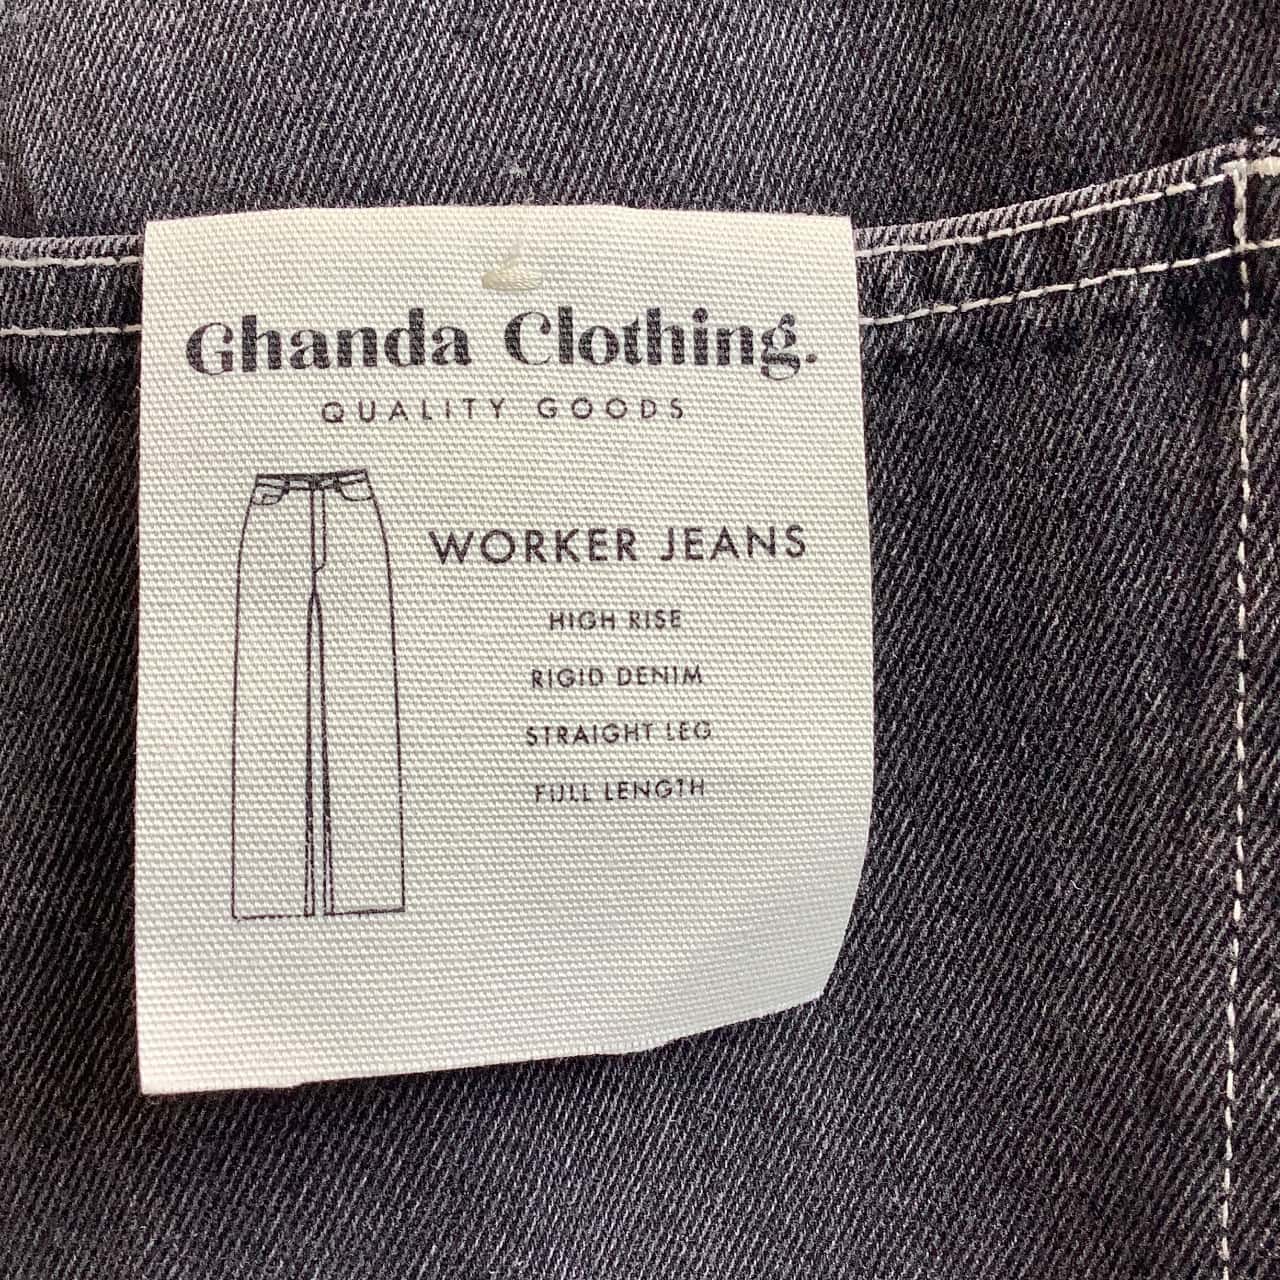 Ghanda Clothing.
QUALITY GOODS
WORKER JEANS
HIGH RISE
RIGID DENIM
STRAIGHT LEG
FULL LENGTH